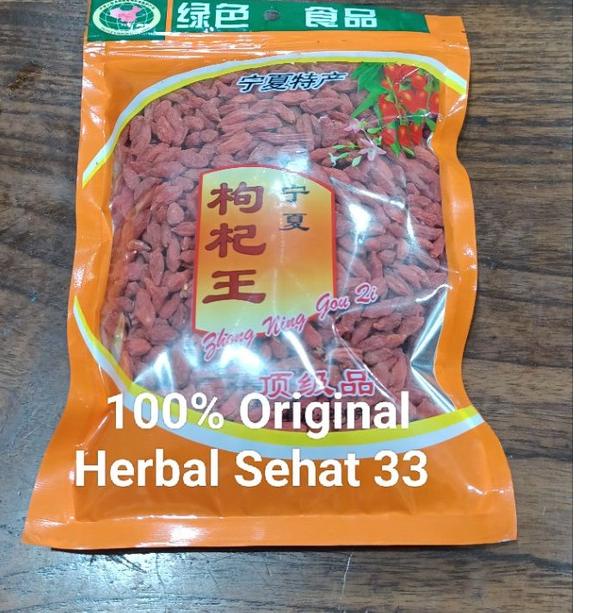 绿色 食品
宁夏特产
宁夏
枸杞王
Zhong Ning Gou Qi
顶级品
100% Original
Herbal Sehat 33